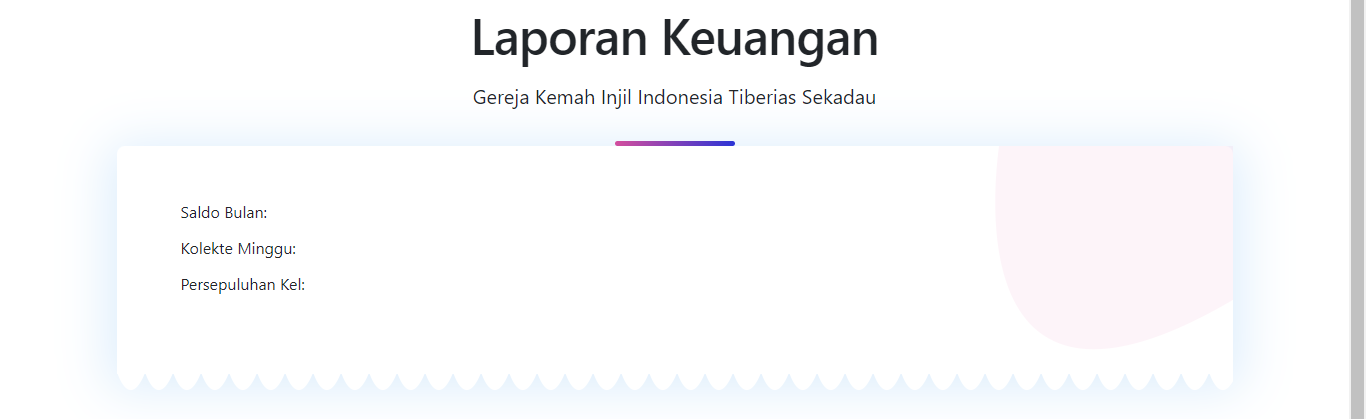 Laporan Keuangan
Gereja Kemah Injil Indonesia Tiberias Sekadau
Saldo Bulan:
Kolekte Minggu:
Persepuluhan Kel: